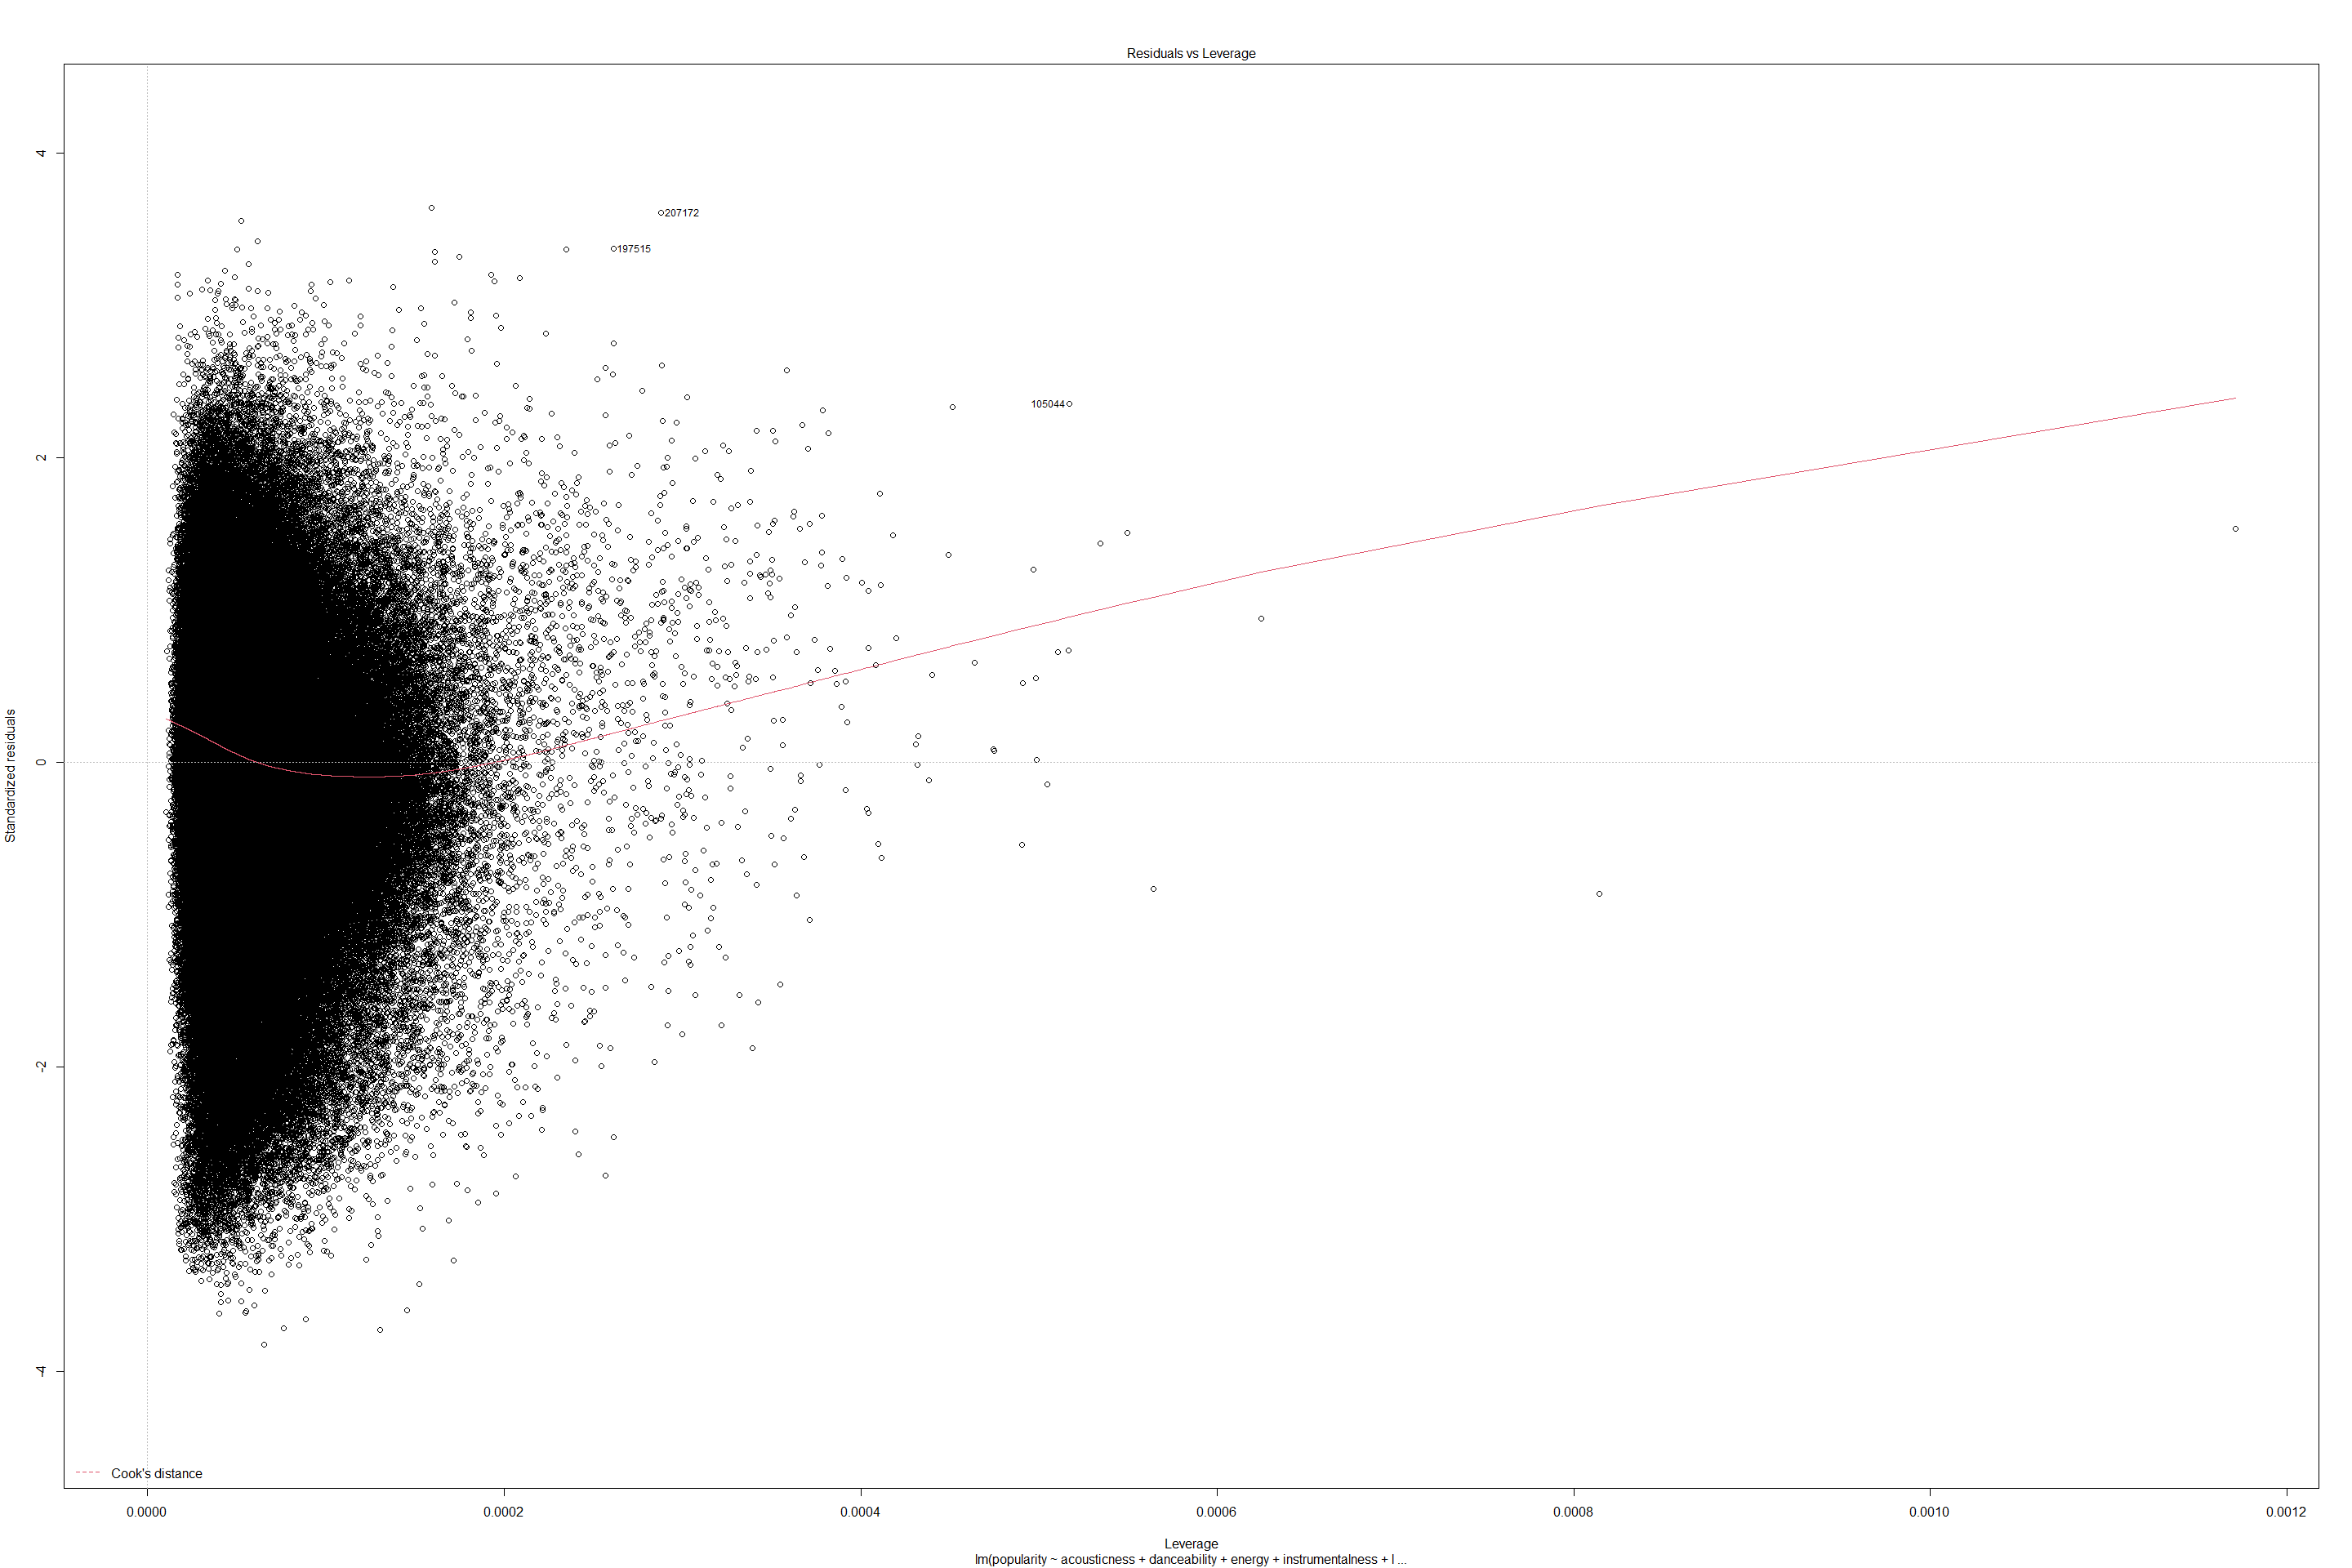 Residuals vs Leverage
4
207172
197515
105044
2
0
-2
-4
Standardized residuals
Cook's distance
0.0000 0.0002 0.0004 0.0006 0.0008 0.0010 0.0012
Leverage
lm(popularity ~ acousticness + danceability + energy + instrumentalness + l ...